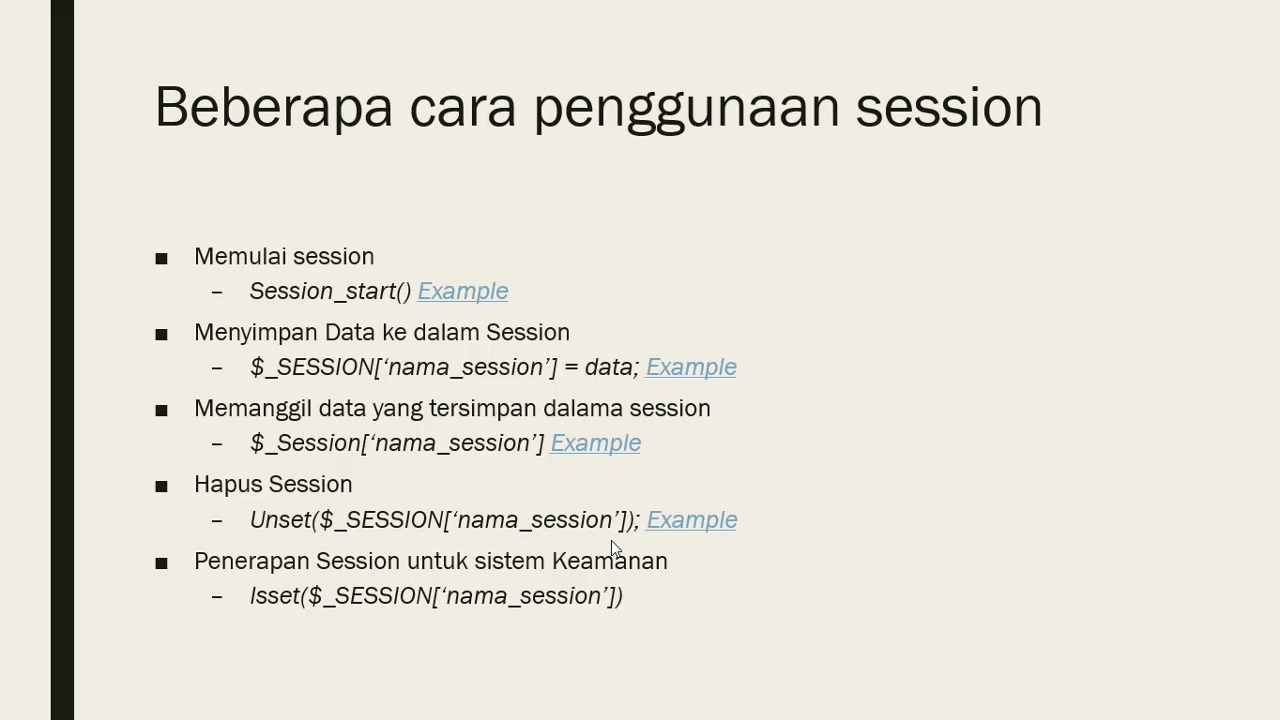 Beberapa cara penggunaan session
■ Memulai session
– Session_start() Example
■ Menyimpan Data ke dalam Session
– $_SESSION[‘nama_session’] = data; Example
■ Memanggil data yang tersimpan dalama session
– $_Session[‘nama_session’] Example
■ Hapus Session
– Unset($_SESSION[‘nama_session’]); Example
■ Penerapan Session untuk sistem Keamanan
– Isset($_SESSION[‘nama_session’])